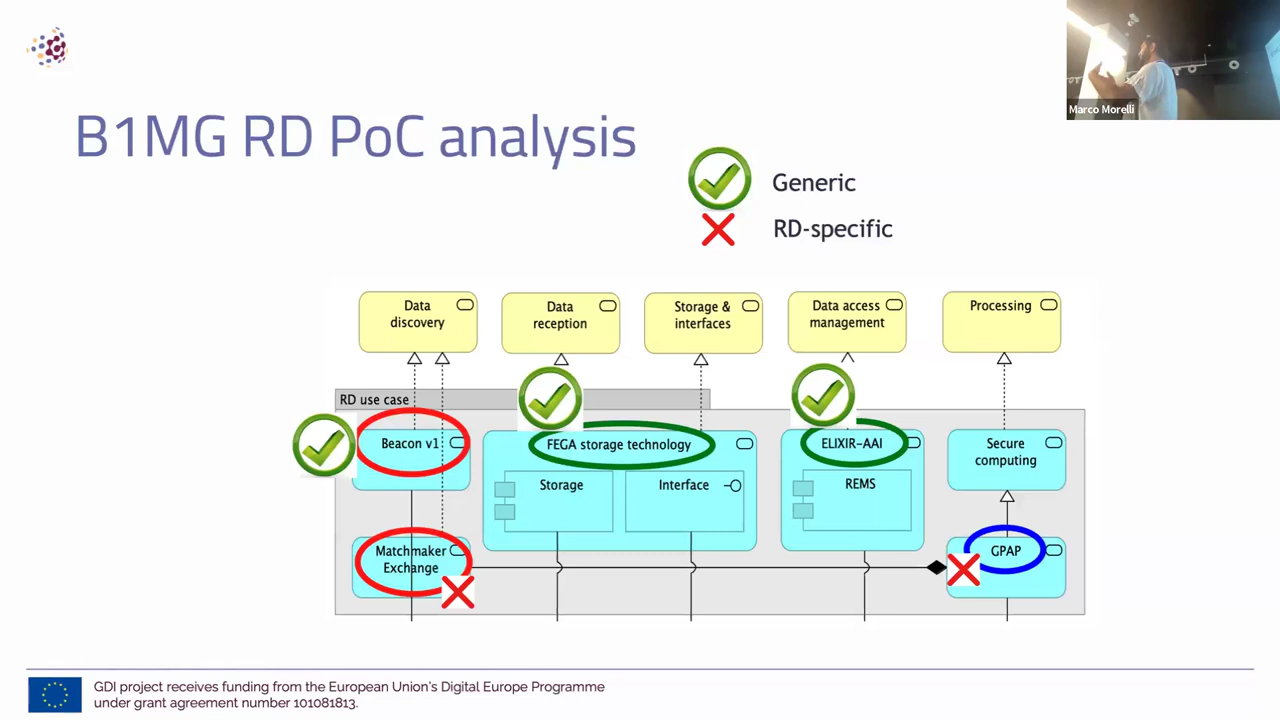 Marco Morelli
B1MG RD PoC analysis
Generic
RD-specific
Data
discovery
Data
reception
Storage &
interfaces
Data access
management
Processing
RD use case
Beacon v1
FEGA storage technology
ELIXIR-AAI
Secure
computing
Storage
Interface
REMS
Matchmaker
Exchange
GPAP
GDI project receives funding from the European Union's Digital Europe Programme
under grant agreement number 101081813.